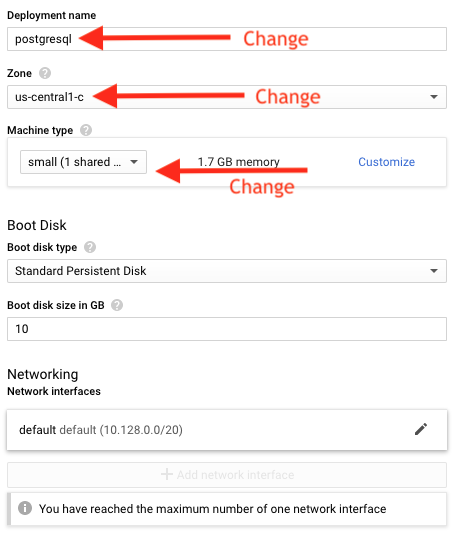 Deployment name
postgresql Change
Zone ?
us-central1-c Change
Machine type ?
small (1 shared ... 1.7 GB memory Customize
Change
Boot Disk
Boot disk type ?
Standard Persistent Disk
Boot disk size in GB ?
10
Networking
Network interfaces
default default (10.128.0.0/20)
+ Add network interface
You have reached the maximum number of one network interface